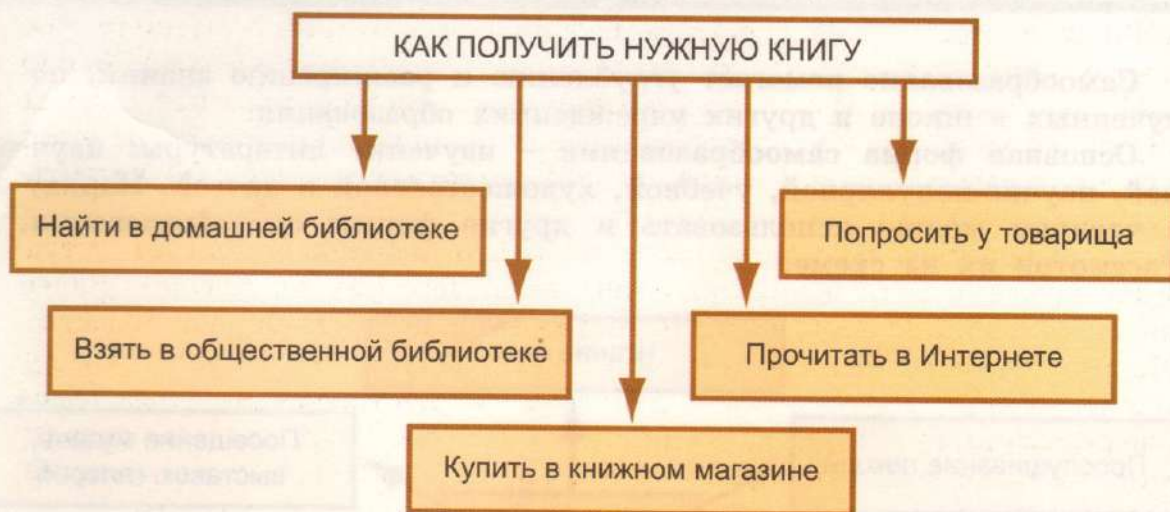 КАК ПОЛУЧИТЬ НУЖНУЮ КНИГУ
Найти в домашней библиотеке
Попросить у товарища
Взять в общественной библиотеке
Прочитать в Интернете
Купить в книжном магазине